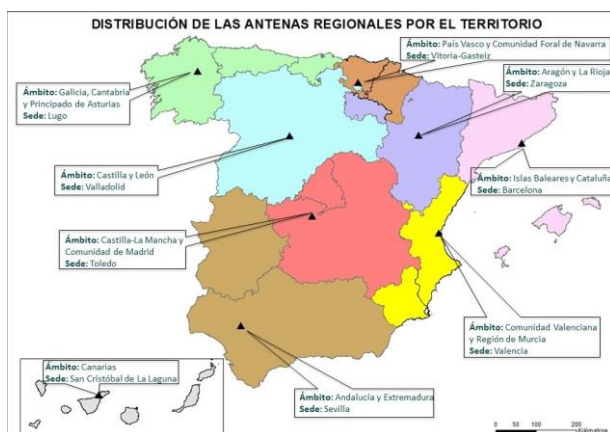 DISTRIBUCIÓN DE LAS ANTENAS REGIONALES POR EL TERRITORIO
Ámbito: País Vasco y Comunidad Foral de Navarra
Sede: Vitoria-Gasteiz
Ámbito: Aragón y La Rioja
Sede: Zaragoza
Ámbito: Galicia, Cantabria
y Principado de Asturias
Sede: Lugo
Ámbito: Castilla y León
Sede: Valladolid
Ámbito: Islas Baleares y Cataluña
Sede: Barcelona
Ámbito: Castilla-La Mancha y
Comunidad de Madrid
Sede: Toledo
Ámbito: Comunidad Valenciana
y Región de Murcia
Sede: Valencia
Ámbito: Canarias
Sede: San Cristóbal de La Laguna
Ámbito: Andalucía y Extremadura
Sede: Sevilla
0 50 100 200
Kilómetros